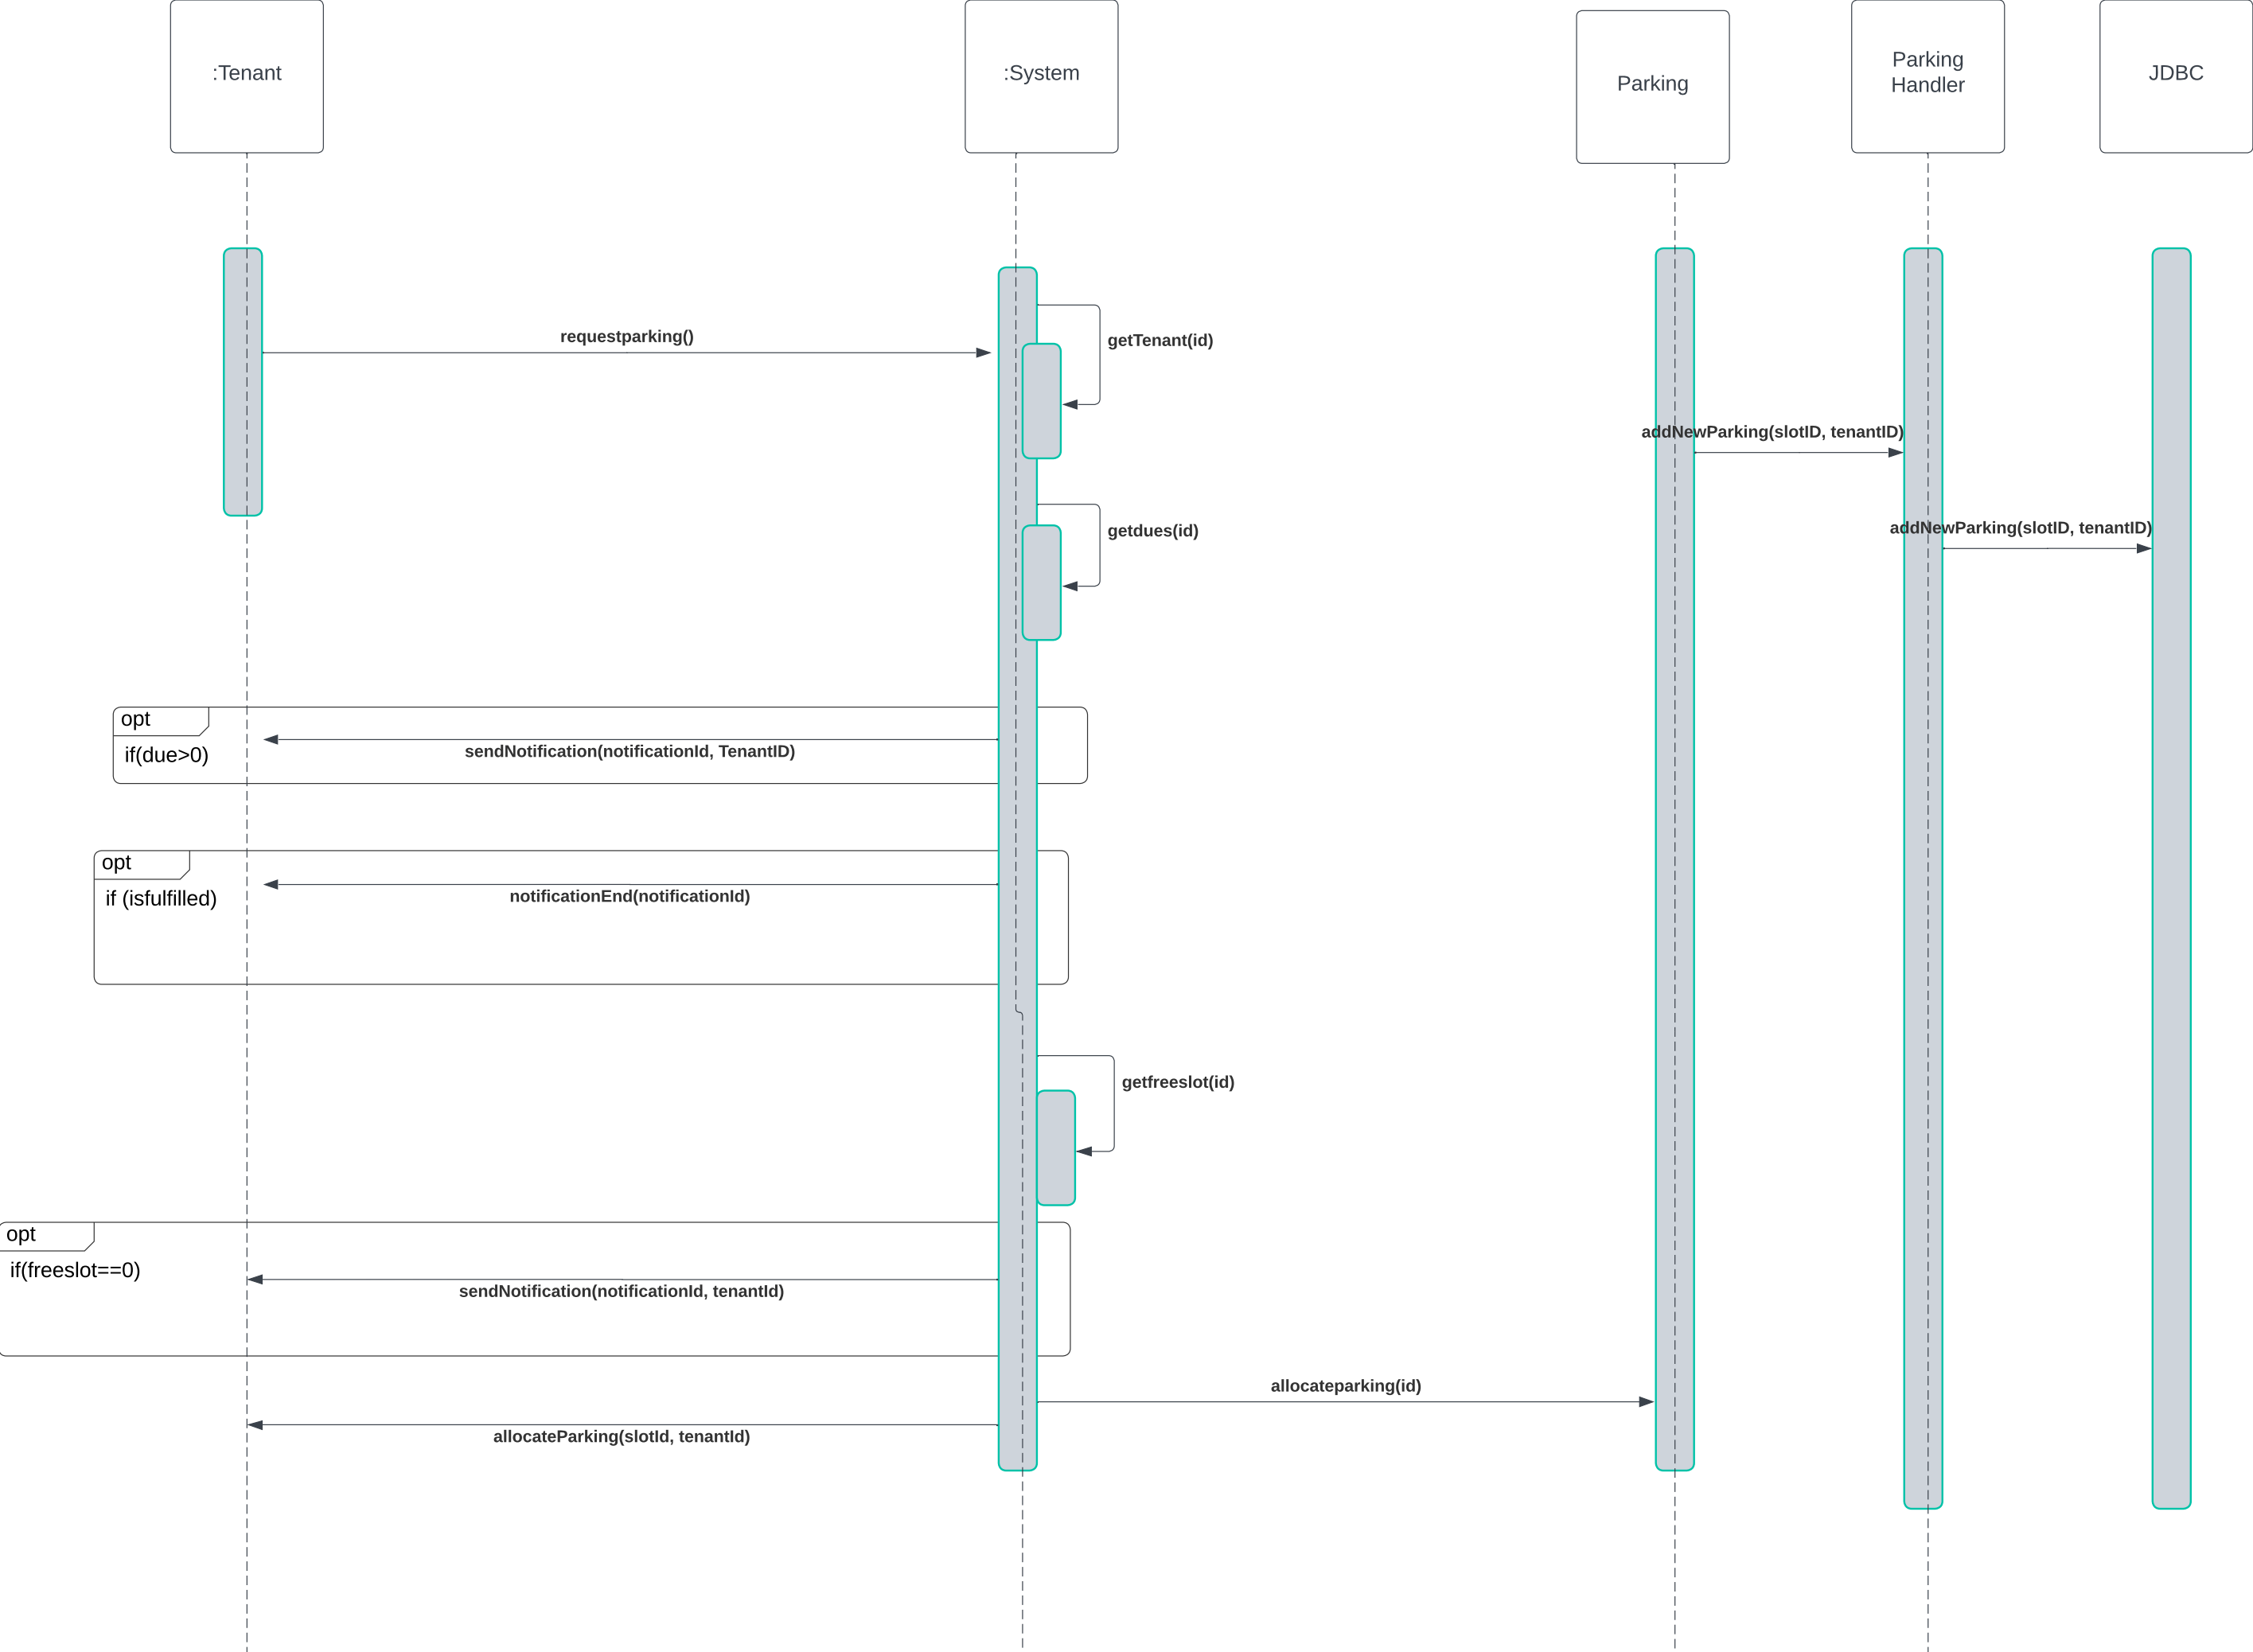 :Tenant
:System
Parking
Parking
Handler
JDBC
requestparking()
getTenant(id)
addNewParking(slotID, tenantID)
getdues(id)
addNewParking(slotID, tenantID)
opt
if(due>0)
sendNotification(notificationId, TenantID)
opt
if (isfulfilled)
notificationEnd(notificationId)
getfreeslot(id)
opt
if(freeslot==0)
sendNotification(notificationId, tenantId)
allocateparking(id)
allocateParking(slotId, tenantId)